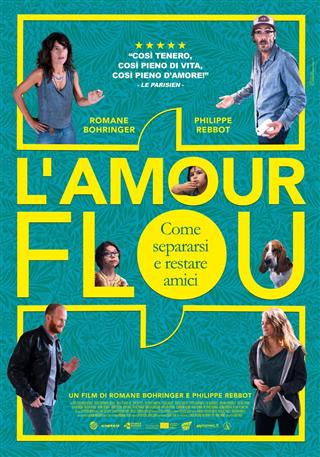 ★★★★★
"COSÌ TENERO,
COSÌ PIENO DI VITA,
COSÌ PIENO D'AMORE!"
- LE PARISIEN -
ROMANE
BOHRINGER
PHILIPPE
REBBOT
L'AMOUR
FLOU
Come
separarsi
e restare
amici
UN FILM DI ROMANE BOHRINGER E PHILIPPE REBBOT